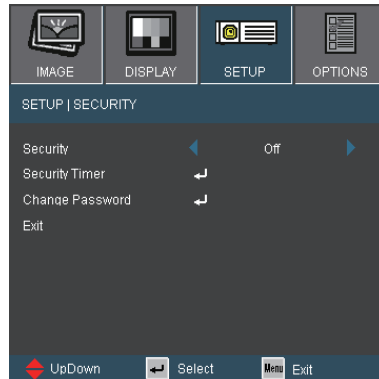 IMAGE DISPLAY SETUP OPTIONS
SETUP | SECURITY
Security Off
Security Timer
Change Password
Exit
UpDown Select Menu Exit